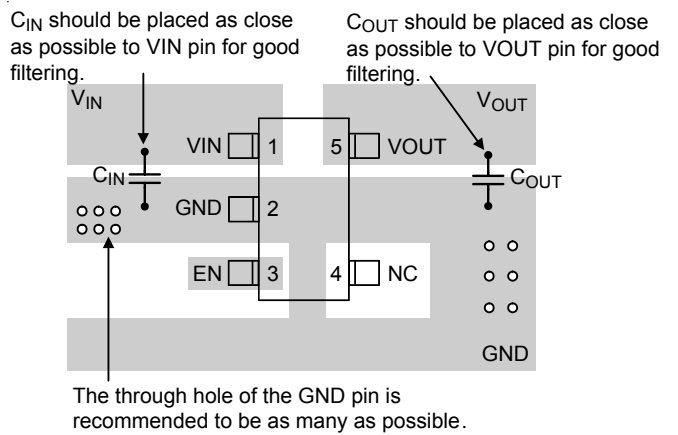 C_IN should be placed as close
as possible to VIN pin for good
filtering.
C_OUT should be placed as close
as possible to VOUT pin for good
filtering.
V_IN
V_OUT
VIN 1
5 VOUT
C_IN
C_OUT
GND 2
EN 3
4 NC
GND
The through hole of the GND pin is
recommended to be as many as possible.